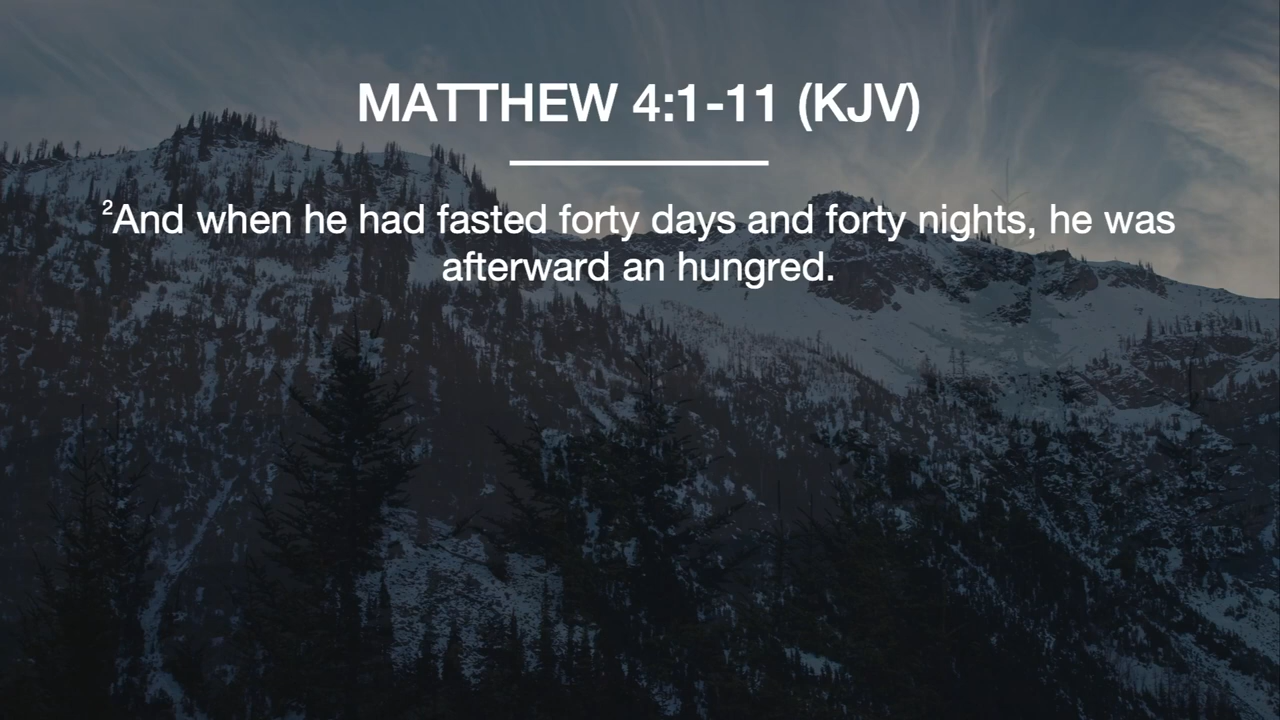 MATTHEW 4:1-11 (KJV)
²And when he had fasted forty days and forty nights, he was
afterward an hungred.